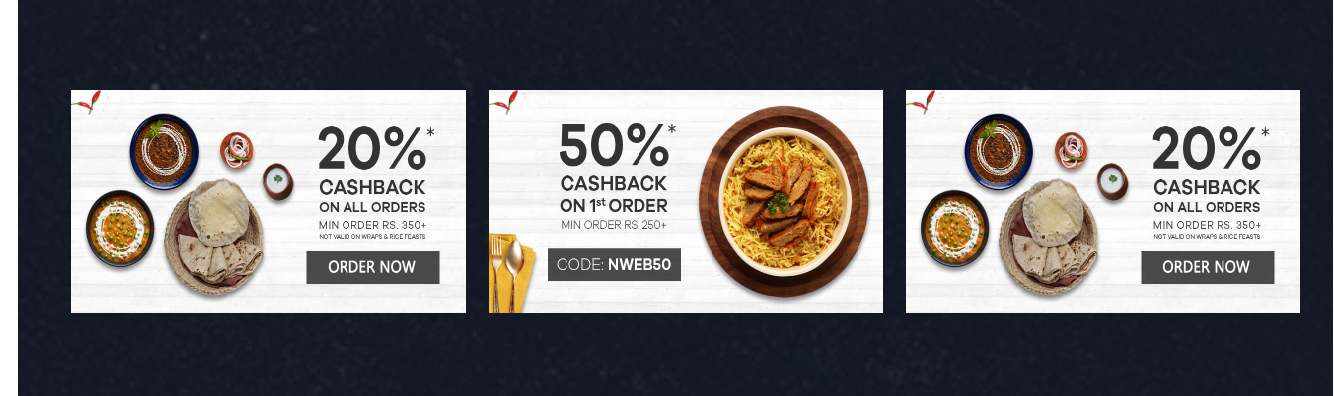 20%*
CASHBACK
ON ALL ORDERS
MIN ORDER RS. 350+
NOT VALID ON WRAPS & RICE FEASTS
ORDER NOW
50%*
CASHBACK
ON 1st ORDER
MIN ORDER RS 250+
CODE: NWEB50
20%*
CASHBACK
ON ALL ORDERS
MIN ORDER RS. 350+
NOT VALID ON WRAPS & RICE FEASTS
ORDER NOW